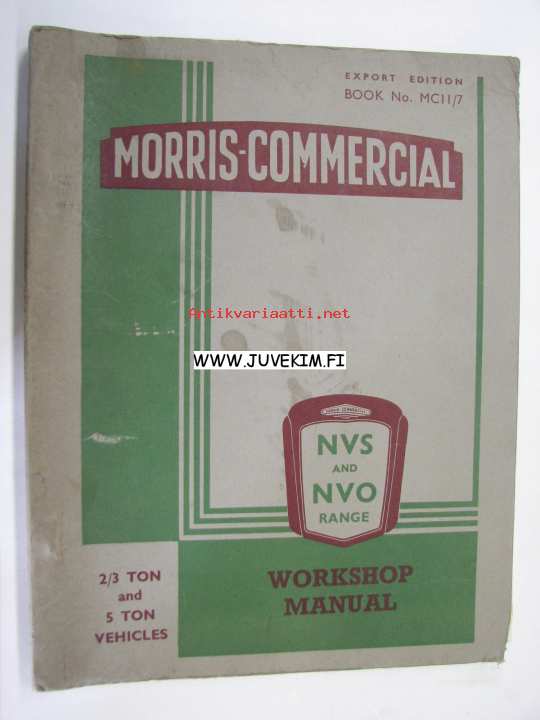 EXPORT EDITION
BOOK No. MC11/7
MORRIS-COMMERCIAL
Antikvariaatti.net
WWW.JUVEKIM.FI
NVS
AND
NVO
RANGE
2/3 TON
and
5 TON
VEHICLES
WORKSHOP
MANUAL